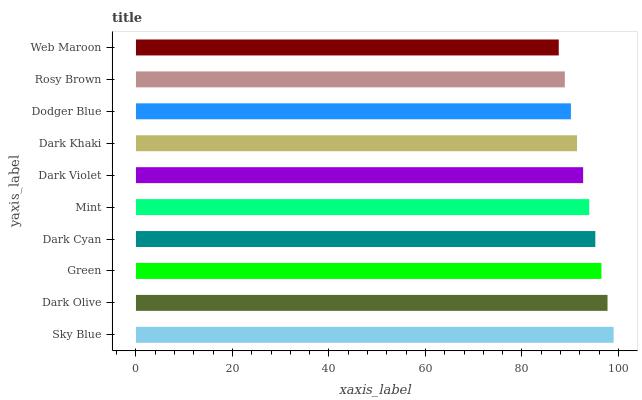 title
Web Maroon
Rosy Brown
Dodger Blue
Dark Khaki
Dark Violet
Mint
Dark Cyan
Green
Dark Olive
Sky Blue
yaxis_label
0 20 40 60 80 100
xaxis_label